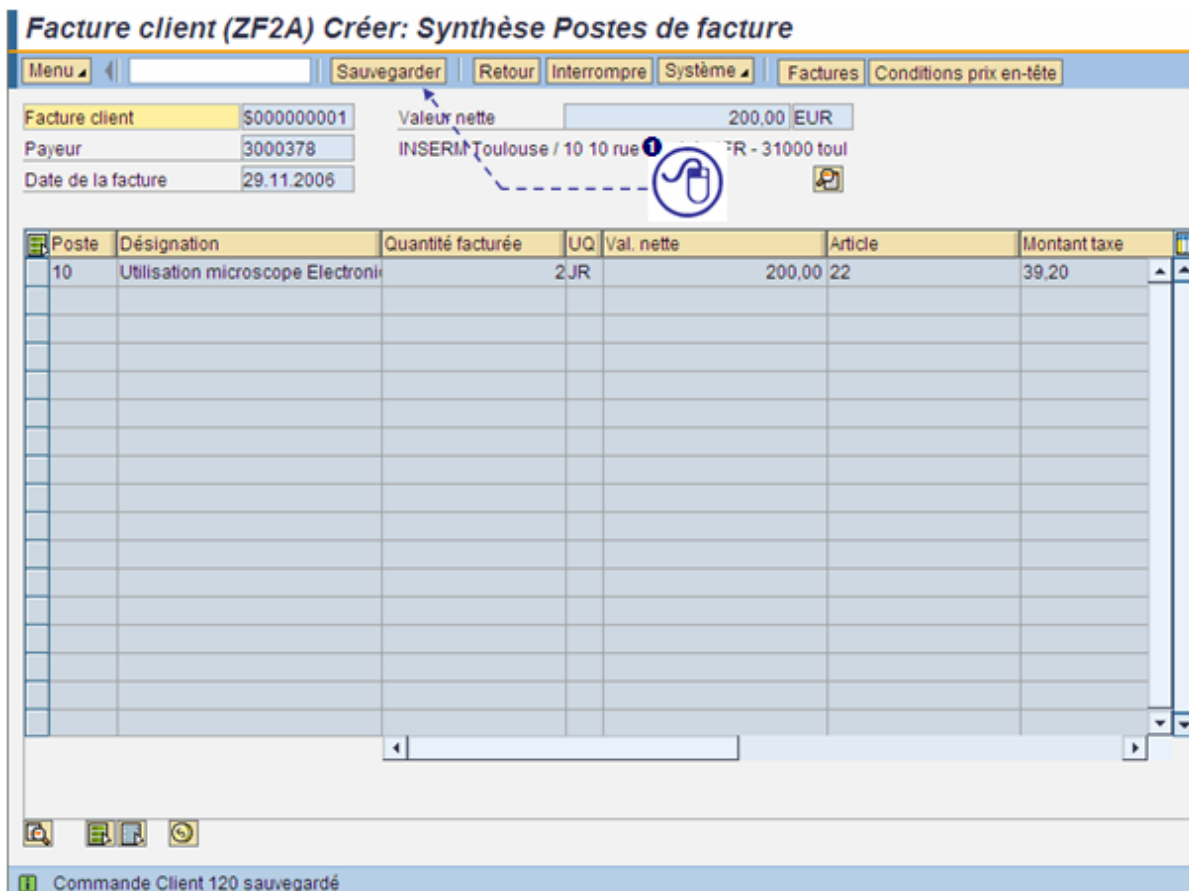 Facture client (ZF2A) Créer: Synthèse Postes de facture
Menu Sauvegarder Retour Interrompre Système Factures Conditions prix en-tête
Facture client $000000001 Valeur nette 200,00 EUR
Payeur 3000378 INSERM Toulouse / 10 10 rue 1 FR - 31000 toul
Date de la facture 29.11.2006
Poste Désignation Quantité facturée UQ Val. nette Article Montant taxe
10 Utilisation microscope Electroni 2 JR 200,00 22 39,20
Commande Client 120 sauvegardé